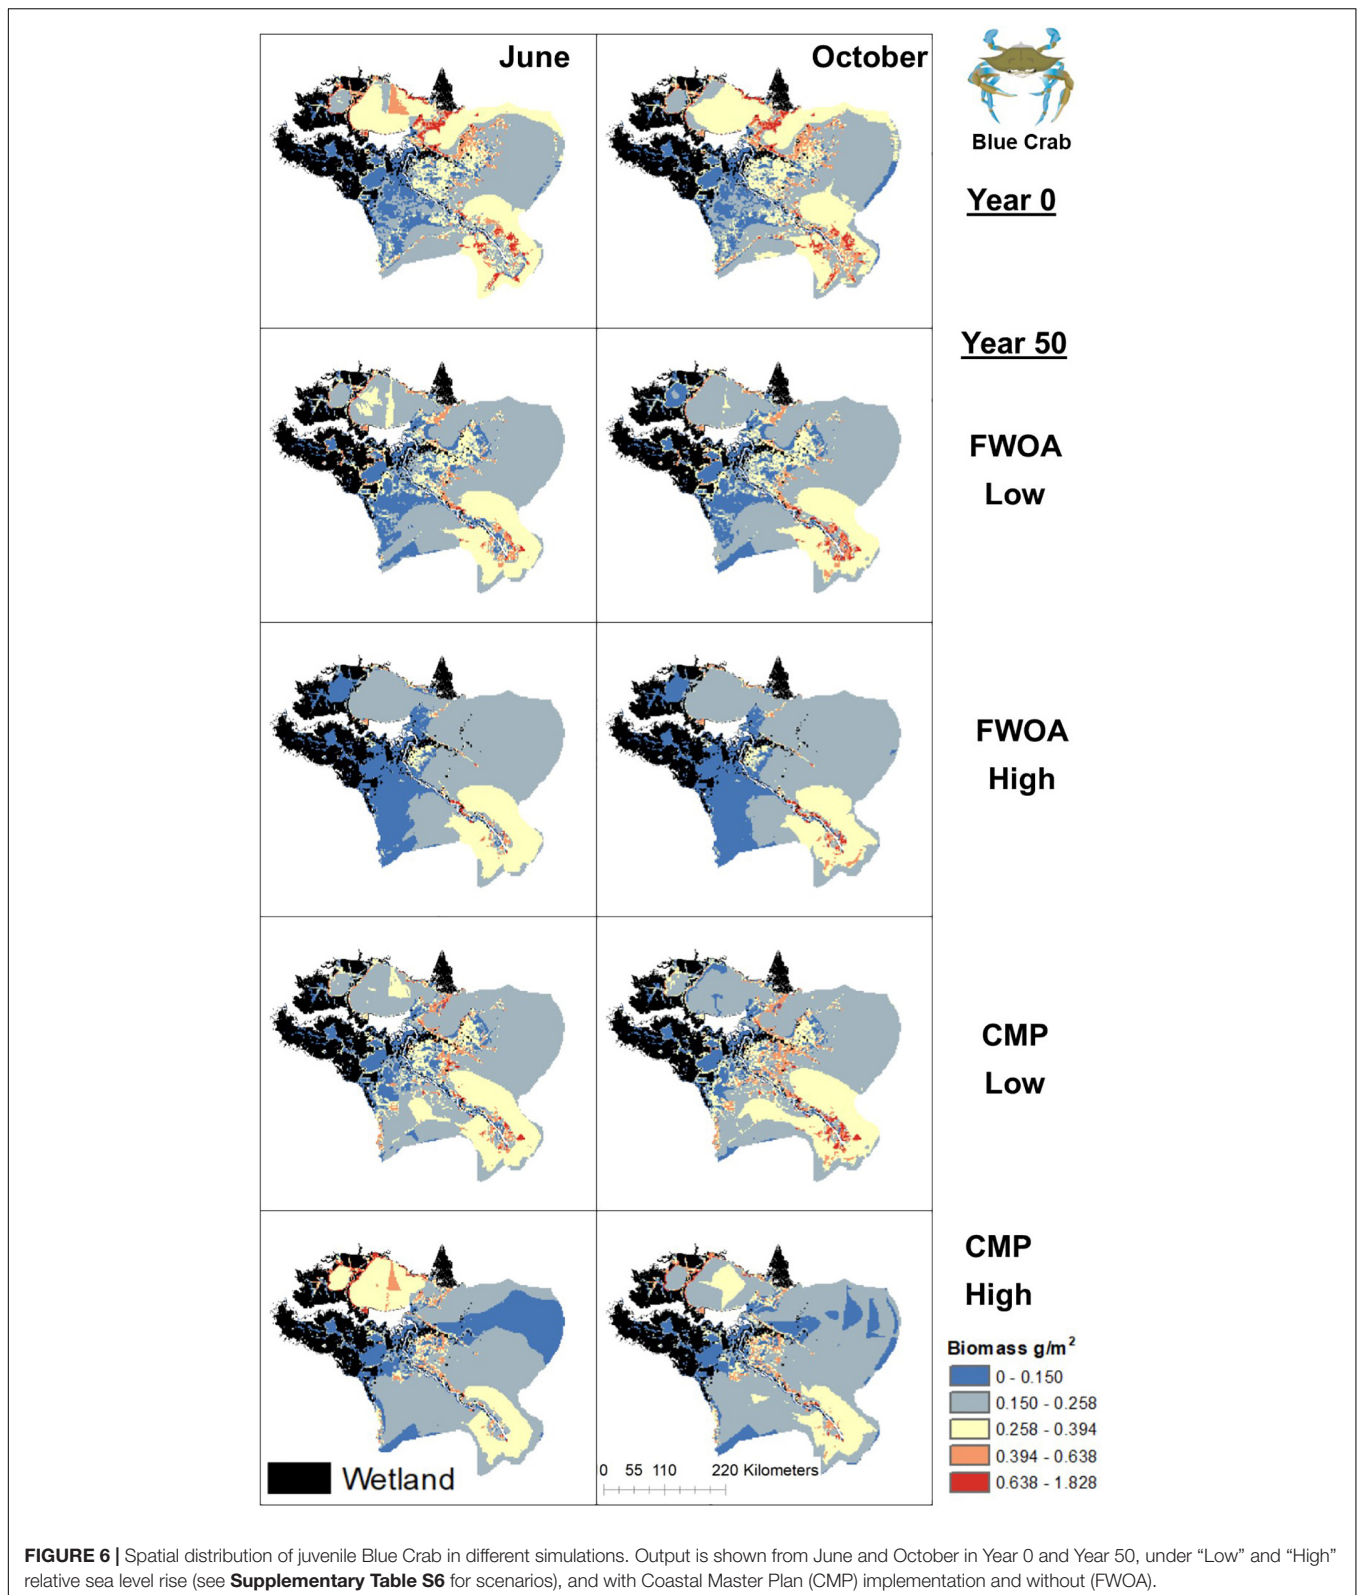 June
October
Blue Crab
Year 0
Year 50
FWOA
Low
FWOA
High
CMP
Low
CMP
High
Biomass g/m²
0 - 0.150
0.150 - 0.258
0.258 - 0.394
0.394 - 0.638
0.638 - 1.828
Wetland
0 55 110 220 Kilometers
FIGURE 6 | Spatial distribution of juvenile Blue Crab in different simulations. Output is shown from June and October in Year 0 and Year 50, under “Low” and “High”
relative sea level rise (see Supplementary Table S6 for scenarios), and with Coastal Master Plan (CMP) implementation and without (FWOA).